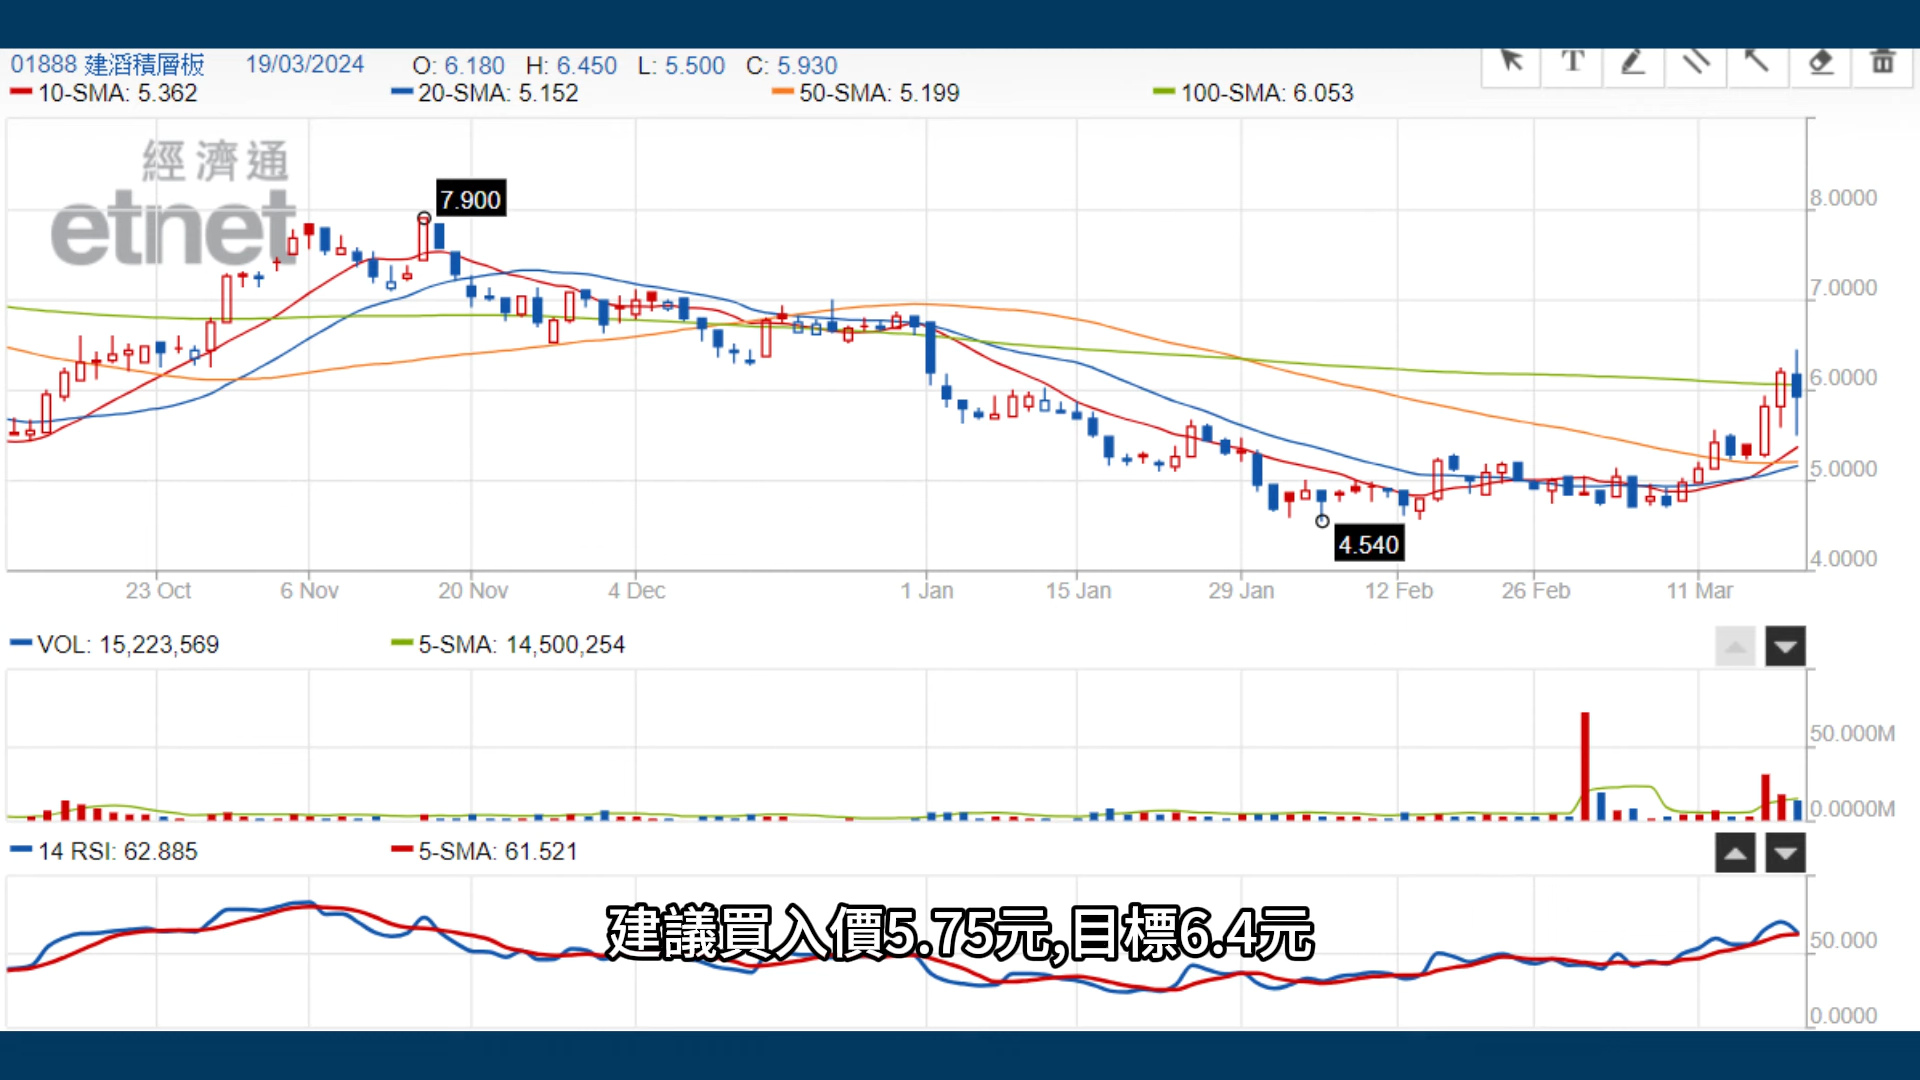 01888 建滔積層板 19/03/2024 O: 6.180 H: 6.450 L: 5.500 C: 5.930
10-SMA: 5.362 20-SMA: 5.152 50-SMA: 5.199 100-SMA: 6.053
T
經濟通
etnet
7.900
8.0000
7.0000
6.0000
5.0000
4.540
4.0000
23 Oct 6 Nov 20 Nov 4 Dec 1 Jan 15 Jan 29 Jan 12 Feb 26 Feb 11 Mar
VOL: 15,223,569 5-SMA: 14,500,254
50.000M
0.0000M
14 RSI: 62.885 5-SMA: 61.521
50.000
0.0000
建議買入價5.75元,目標6.4元